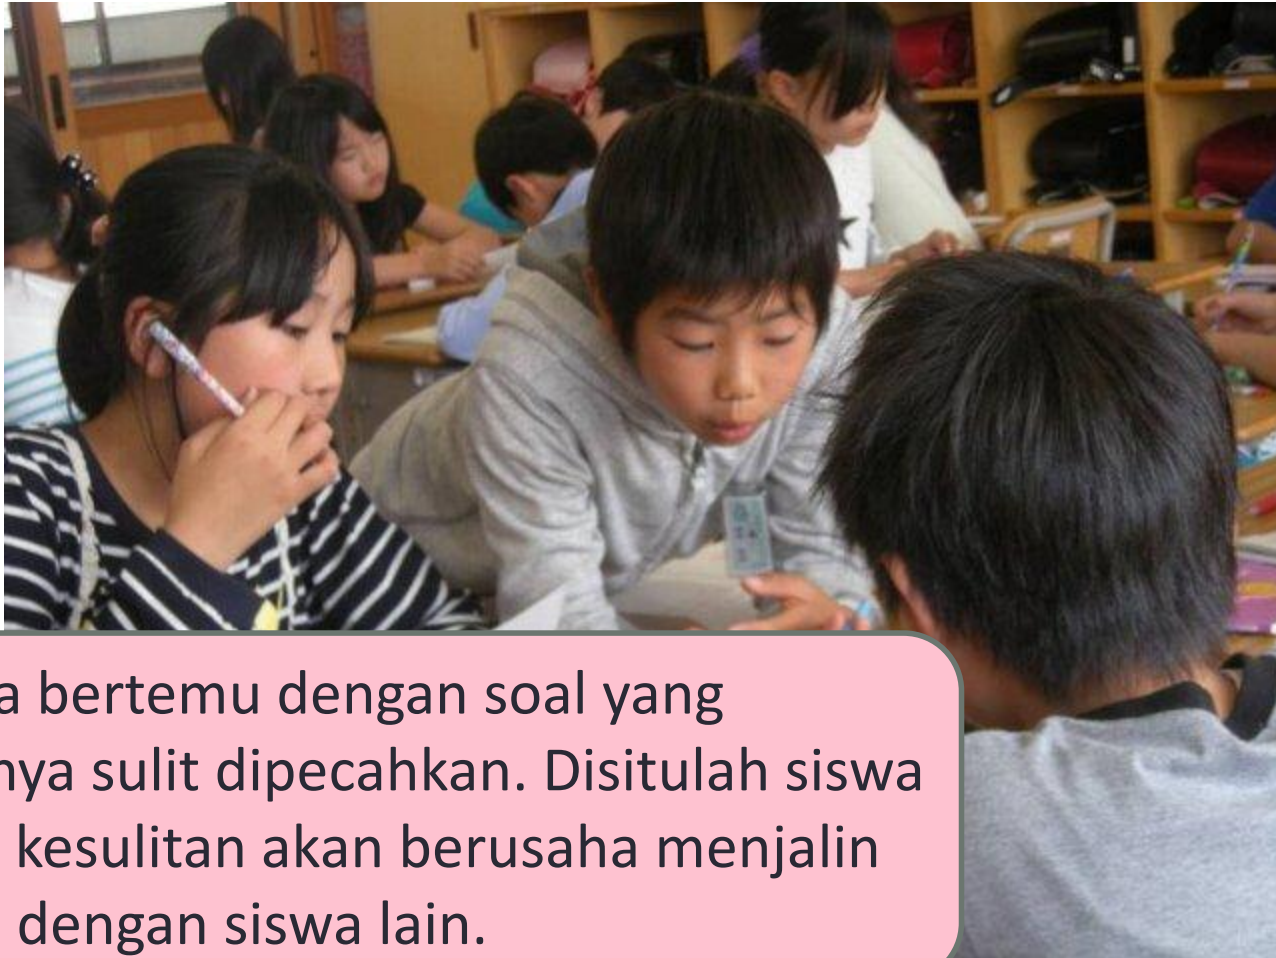 a bertemu dengan soal yang
nya sulit dipecahkan. Disitulah siswa
kesulitan akan berusaha menjalin
dengan siswa lain.